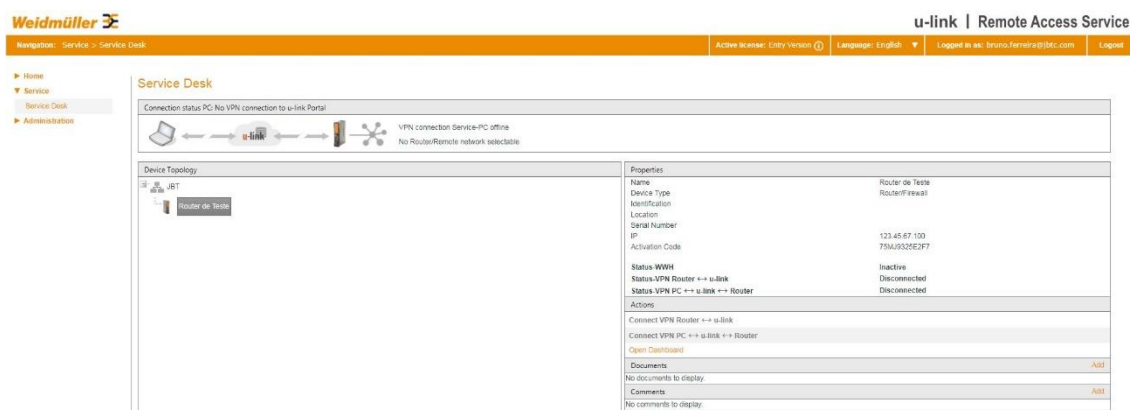 Weidmüller
u-link | Remote Access Service
Navigation: Service > Service Desk
Active license: Entry Version
Language: English
Logged in as: bruno.ferreira@jbtc.com
Logout
Home
Service
Service Desk
Administration
Service Desk
Connection status PC: No VPN connection to u-link Portal
u-link
VPN connection Service-PC offline
No Router/Remote network selectable
Device Topology
JBT
Router de Teste
Properties
Name Router de Teste
Device Type Router/Firewall
Identification
Location
Serial Number
IP 123.45.67.100
Activation Code 75MJ9325E2F7
Status-WWH Inactive
Status-VPN Router ↔ u-link Disconnected
Status-VPN PC ↔ u-link ↔ Router Disconnected
Actions
Connect VPN Router ↔ u-link
Connect VPN PC ↔ u-link ↔ Router
Open Dashboard
Documents Add
No documents to display.
Comments Add
No comments to display.